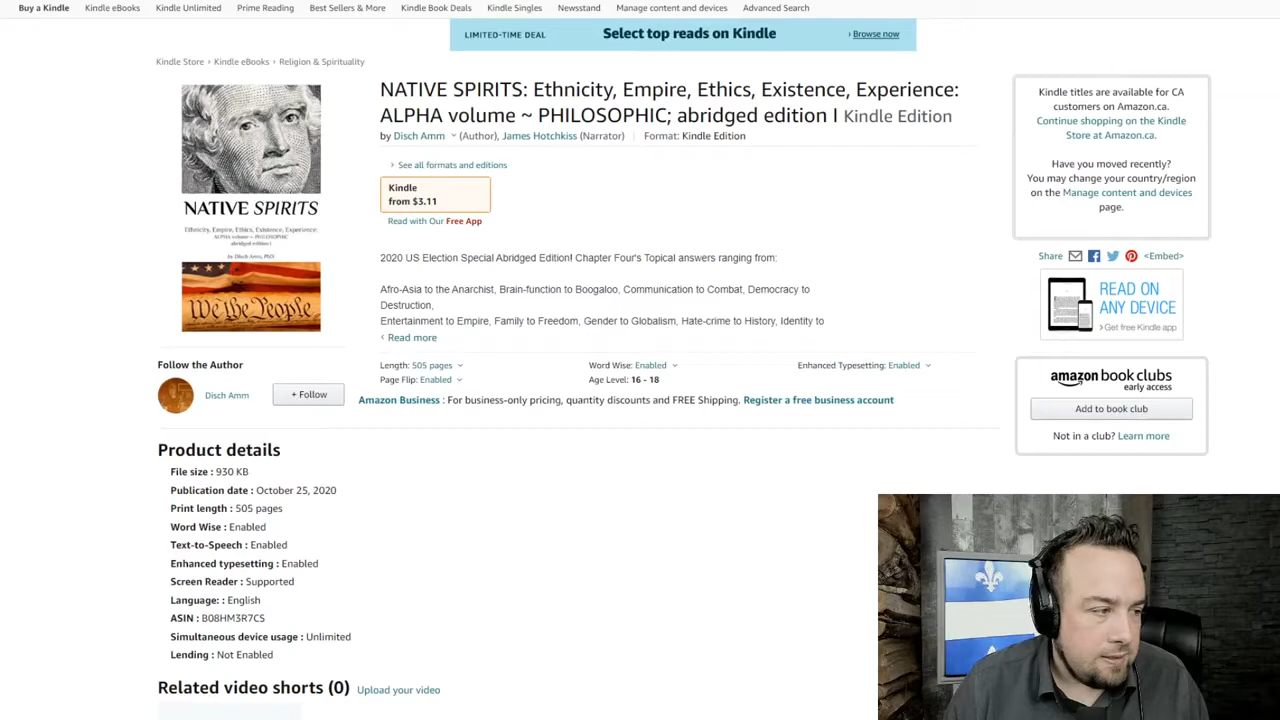 Buy a Kindle Kindle eBooks Kindle Unlimited Prime Reading Best Sellers & More Kindle Book Deals Kindle Singles Newsstand Manage content and devices Advanced Search
LIMITED-TIME DEAL Select top reads on Kindle › Browse now
Kindle Store › Kindle eBooks › Religion & Spirituality
NATIVE SPIRITS: Ethnicity, Empire, Ethics, Existence, Experience:
ALPHA volume ~ PHILOSOPHIC; abridged edition I Kindle Edition
by Disch Amm (Author), James Hotchkiss (Narrator) | Format: Kindle Edition
› See all formats and editions
Kindle
from $3.11
Read with Our Free App
2020 US Election Special Abridged Edition! Chapter Four's Topical answers ranging from:
Afro-Asia to the Anarchist, Brain-function to Boogaloo, Communication to Combat, Democracy to
Destruction,
Entertainment to Empire, Family to Freedom, Gender to Globalism, Hate-crime to History, Identity to
Read more
NATIVE SPIRITS
Ethnicity, Empire, Ethics, Existence, Experience:
ALPHA volume ~ PHILOSOPHIC
abridged edition I
by Disch Amm, PhD.
We the People
Follow the Author
Disch Amm
+ Follow
Length: 505 pages Word Wise: Enabled Enhanced Typesetting: Enabled
Page Flip: Enabled Age Level: 16 - 18
Amazon Business : For business-only pricing, quantity discounts and FREE Shipping. Register a free business account
Kindle titles are available for CA
customers on Amazon.ca.
Continue shopping on the Kindle
Store at Amazon.ca.
Have you moved recently?
You may change your country/region
on the Manage content and devices
page.
Share <Embed>
READ ON
ANY DEVICE
› Get free Kindle app
amazon book clubs
early access
Add to book club
Not in a club? Learn more
Product details
File size : 930 KB
Publication date : October 25, 2020
Print length : 505 pages
Word Wise : Enabled
Text-to-Speech : Enabled
Enhanced typesetting : Enabled
Screen Reader : Supported
Language: : English
ASIN : B08HM3R7CS
Simultaneous device usage : Unlimited
Lending : Not Enabled
Related video shorts (0) Upload your video